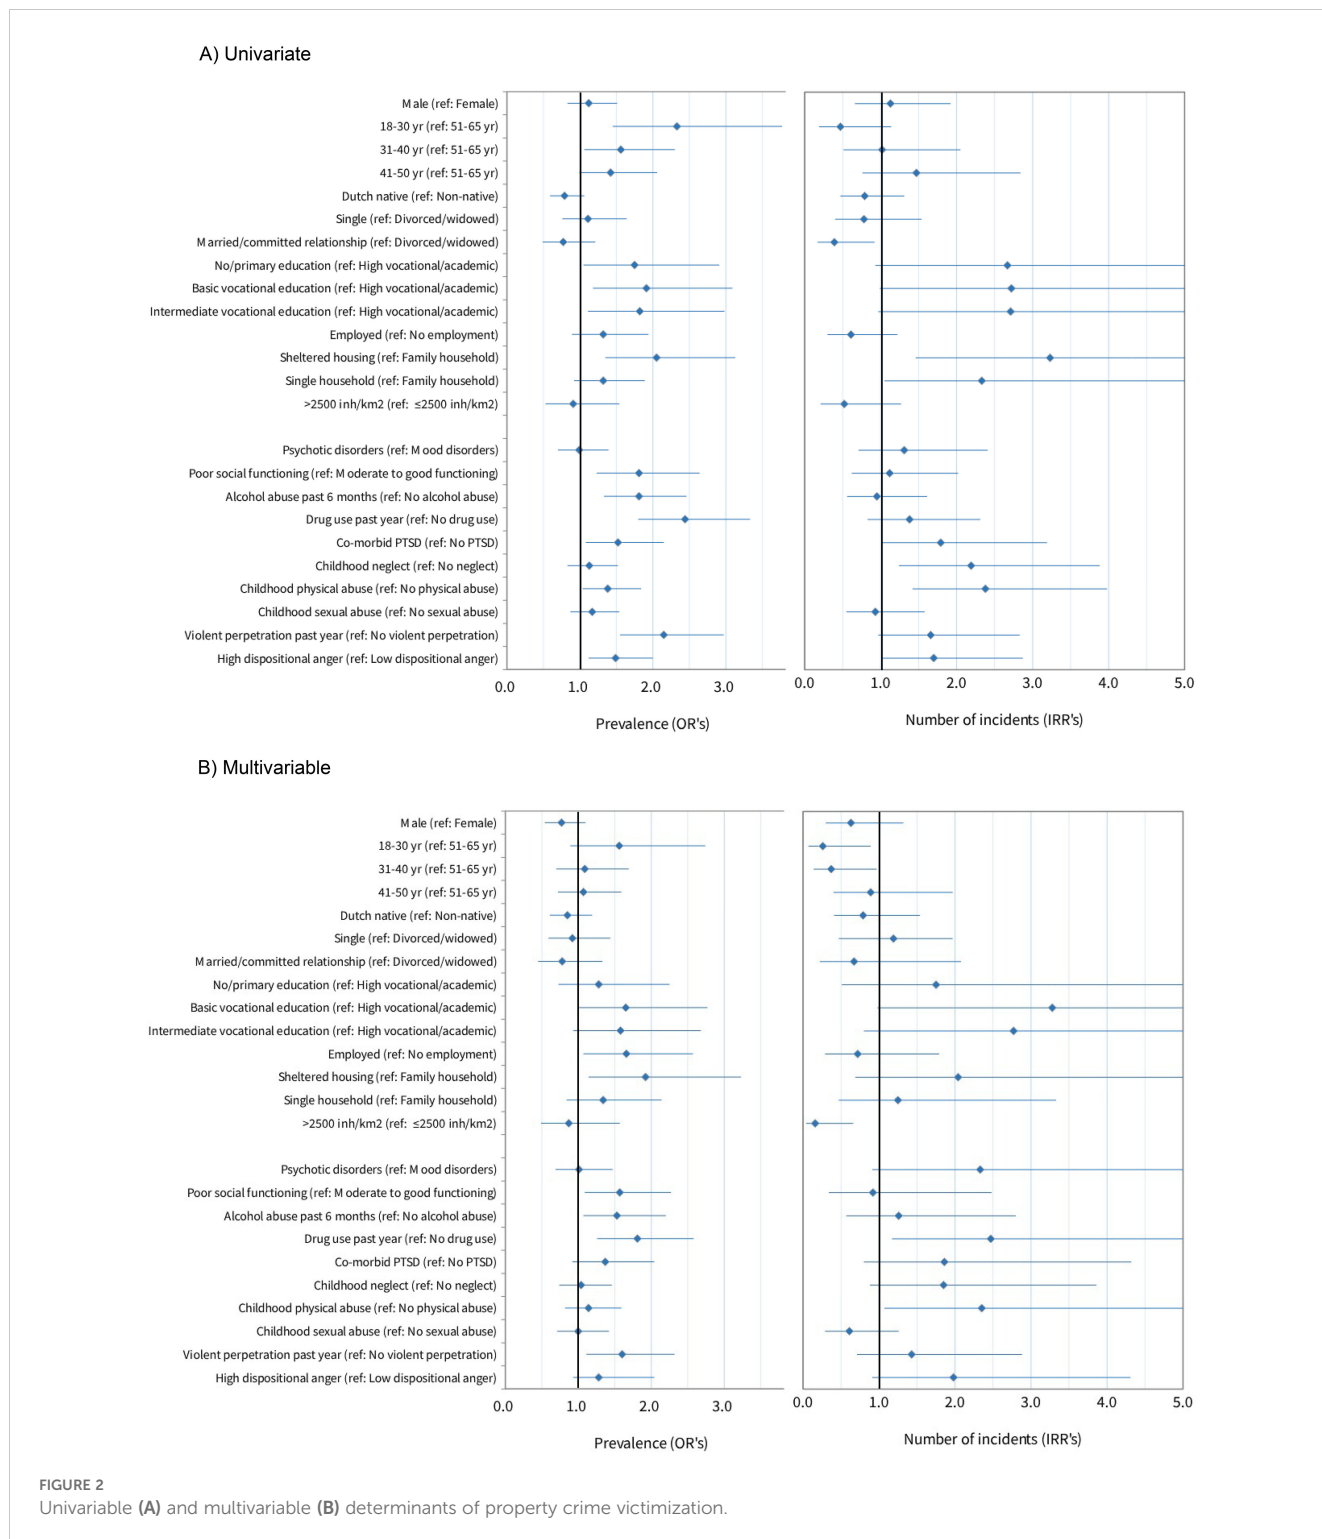 A) Univariate
Male (ref: Female)
18-30 yr (ref: 51-65 yr)
31-40 yr (ref: 51-65 yr)
41-50 yr (ref: 51-65 yr)
Dutch native (ref: Non-native)
Single (ref: Divorced/widowed)
Married/committed relationship (ref: Divorced/widowed)
No/primary education (ref: High vocational/academic)
Basic vocational education (ref: High vocational/academic)
Intermediate vocational education (ref: High vocational/academic)
Employed (ref: No employment)
Sheltered housing (ref: Family household)
Single household (ref: Family household)
>2500 inh/km2 (ref: ≤2500 inh/km2)
Psychotic disorders (ref: Mood disorders)
Poor social functioning (ref: Moderate to good functioning)
Alcohol abuse past 6 months (ref: No alcohol abuse)
Drug use past year (ref: No drug use)
Co-morbid PTSD (ref: No PTSD)
Childhood neglect (ref: No neglect)
Childhood physical abuse (ref: No physical abuse)
Childhood sexual abuse (ref: No sexual abuse)
Violent perpetration past year (ref: No violent perpetration)
High dispositional anger (ref: Low dispositional anger)
0.0 1.0 2.0 3.0
Prevalence (OR's)
0.0 1.0 2.0 3.0 4.0 5.0
Number of incidents (IRR's)
B) Multivariable
Male (ref: Female)
18-30 yr (ref: 51-65 yr)
31-40 yr (ref: 51-65 yr)
41-50 yr (ref: 51-65 yr)
Dutch native (ref: Non-native)
Single (ref: Divorced/widowed)
Married/committed relationship (ref: Divorced/widowed)
No/primary education (ref: High vocational/academic)
Basic vocational education (ref: High vocational/academic)
Intermediate vocational education (ref: High vocational/academic)
Employed (ref: No employment)
Sheltered housing (ref: Family household)
Single household (ref: Family household)
>2500 inh/km2 (ref: ≤2500 inh/km2)
Psychotic disorders (ref: Mood disorders)
Poor social functioning (ref: Moderate to good functioning)
Alcohol abuse past 6 months (ref: No alcohol abuse)
Drug use past year (ref: No drug use)
Co-morbid PTSD (ref: No PTSD)
Childhood neglect (ref: No neglect)
Childhood physical abuse (ref: No physical abuse)
Childhood sexual abuse (ref: No sexual abuse)
Violent perpetration past year (ref: No violent perpetration)
High dispositional anger (ref: Low dispositional anger)
0.0 1.0 2.0 3.0
Prevalence (OR's)
0.0 1.0 2.0 3.0 4.0 5.0
Number of incidents (IRR's)
FIGURE 2
Univariable (A) and multivariable (B) determinants of property crime victimization.